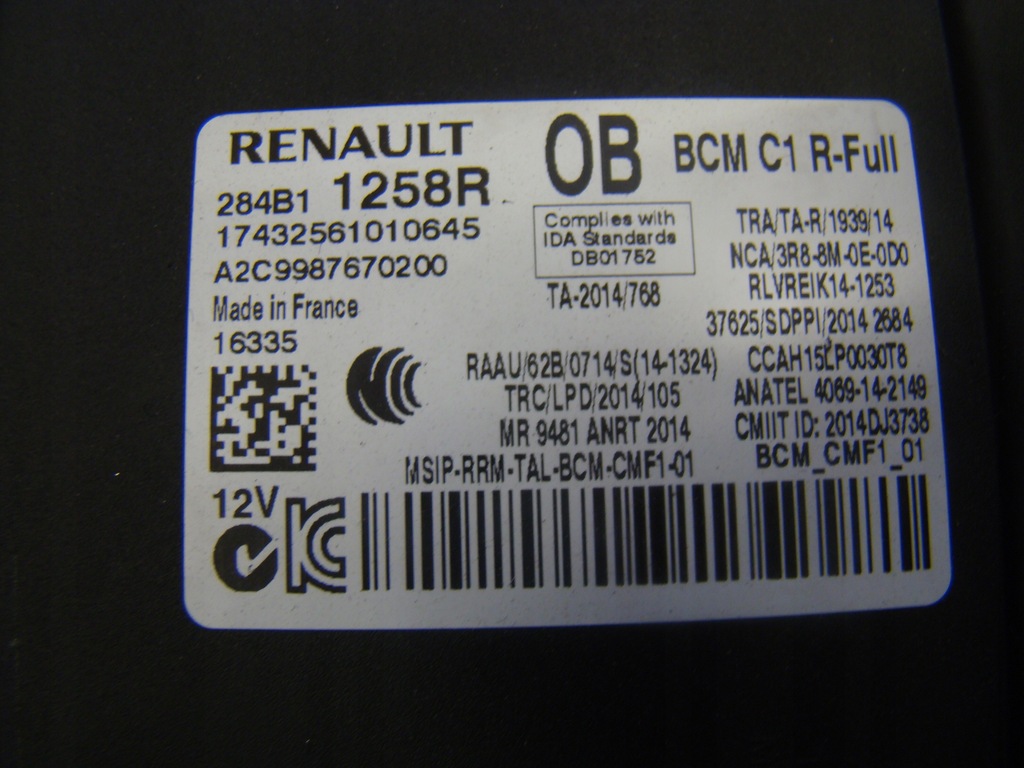 RENAULT
284B1 1258R
17432561010645
A2C9987670200
Made in France
16335
12V
OB
BCM C1 R-Full
Complies with
IDA Standards
DB01752
TA-2014/768
TRA/TA-R/1939/14
NCA/3R8-8M-0E-0D0
RLVREIK14-1253
37625/SDPPI/2014 2684
RAAU/62B/0714/S(14-1324)
CCAH15LP0030T8
TRC/LPD/2014/105
ANATEL 4069-14-2149
MR 9481 ANRT 2014
CMIIT ID: 2014DJ3738
MSIP-RRM-TAL-BCM-CMF1-01
BCM_CMF1_01